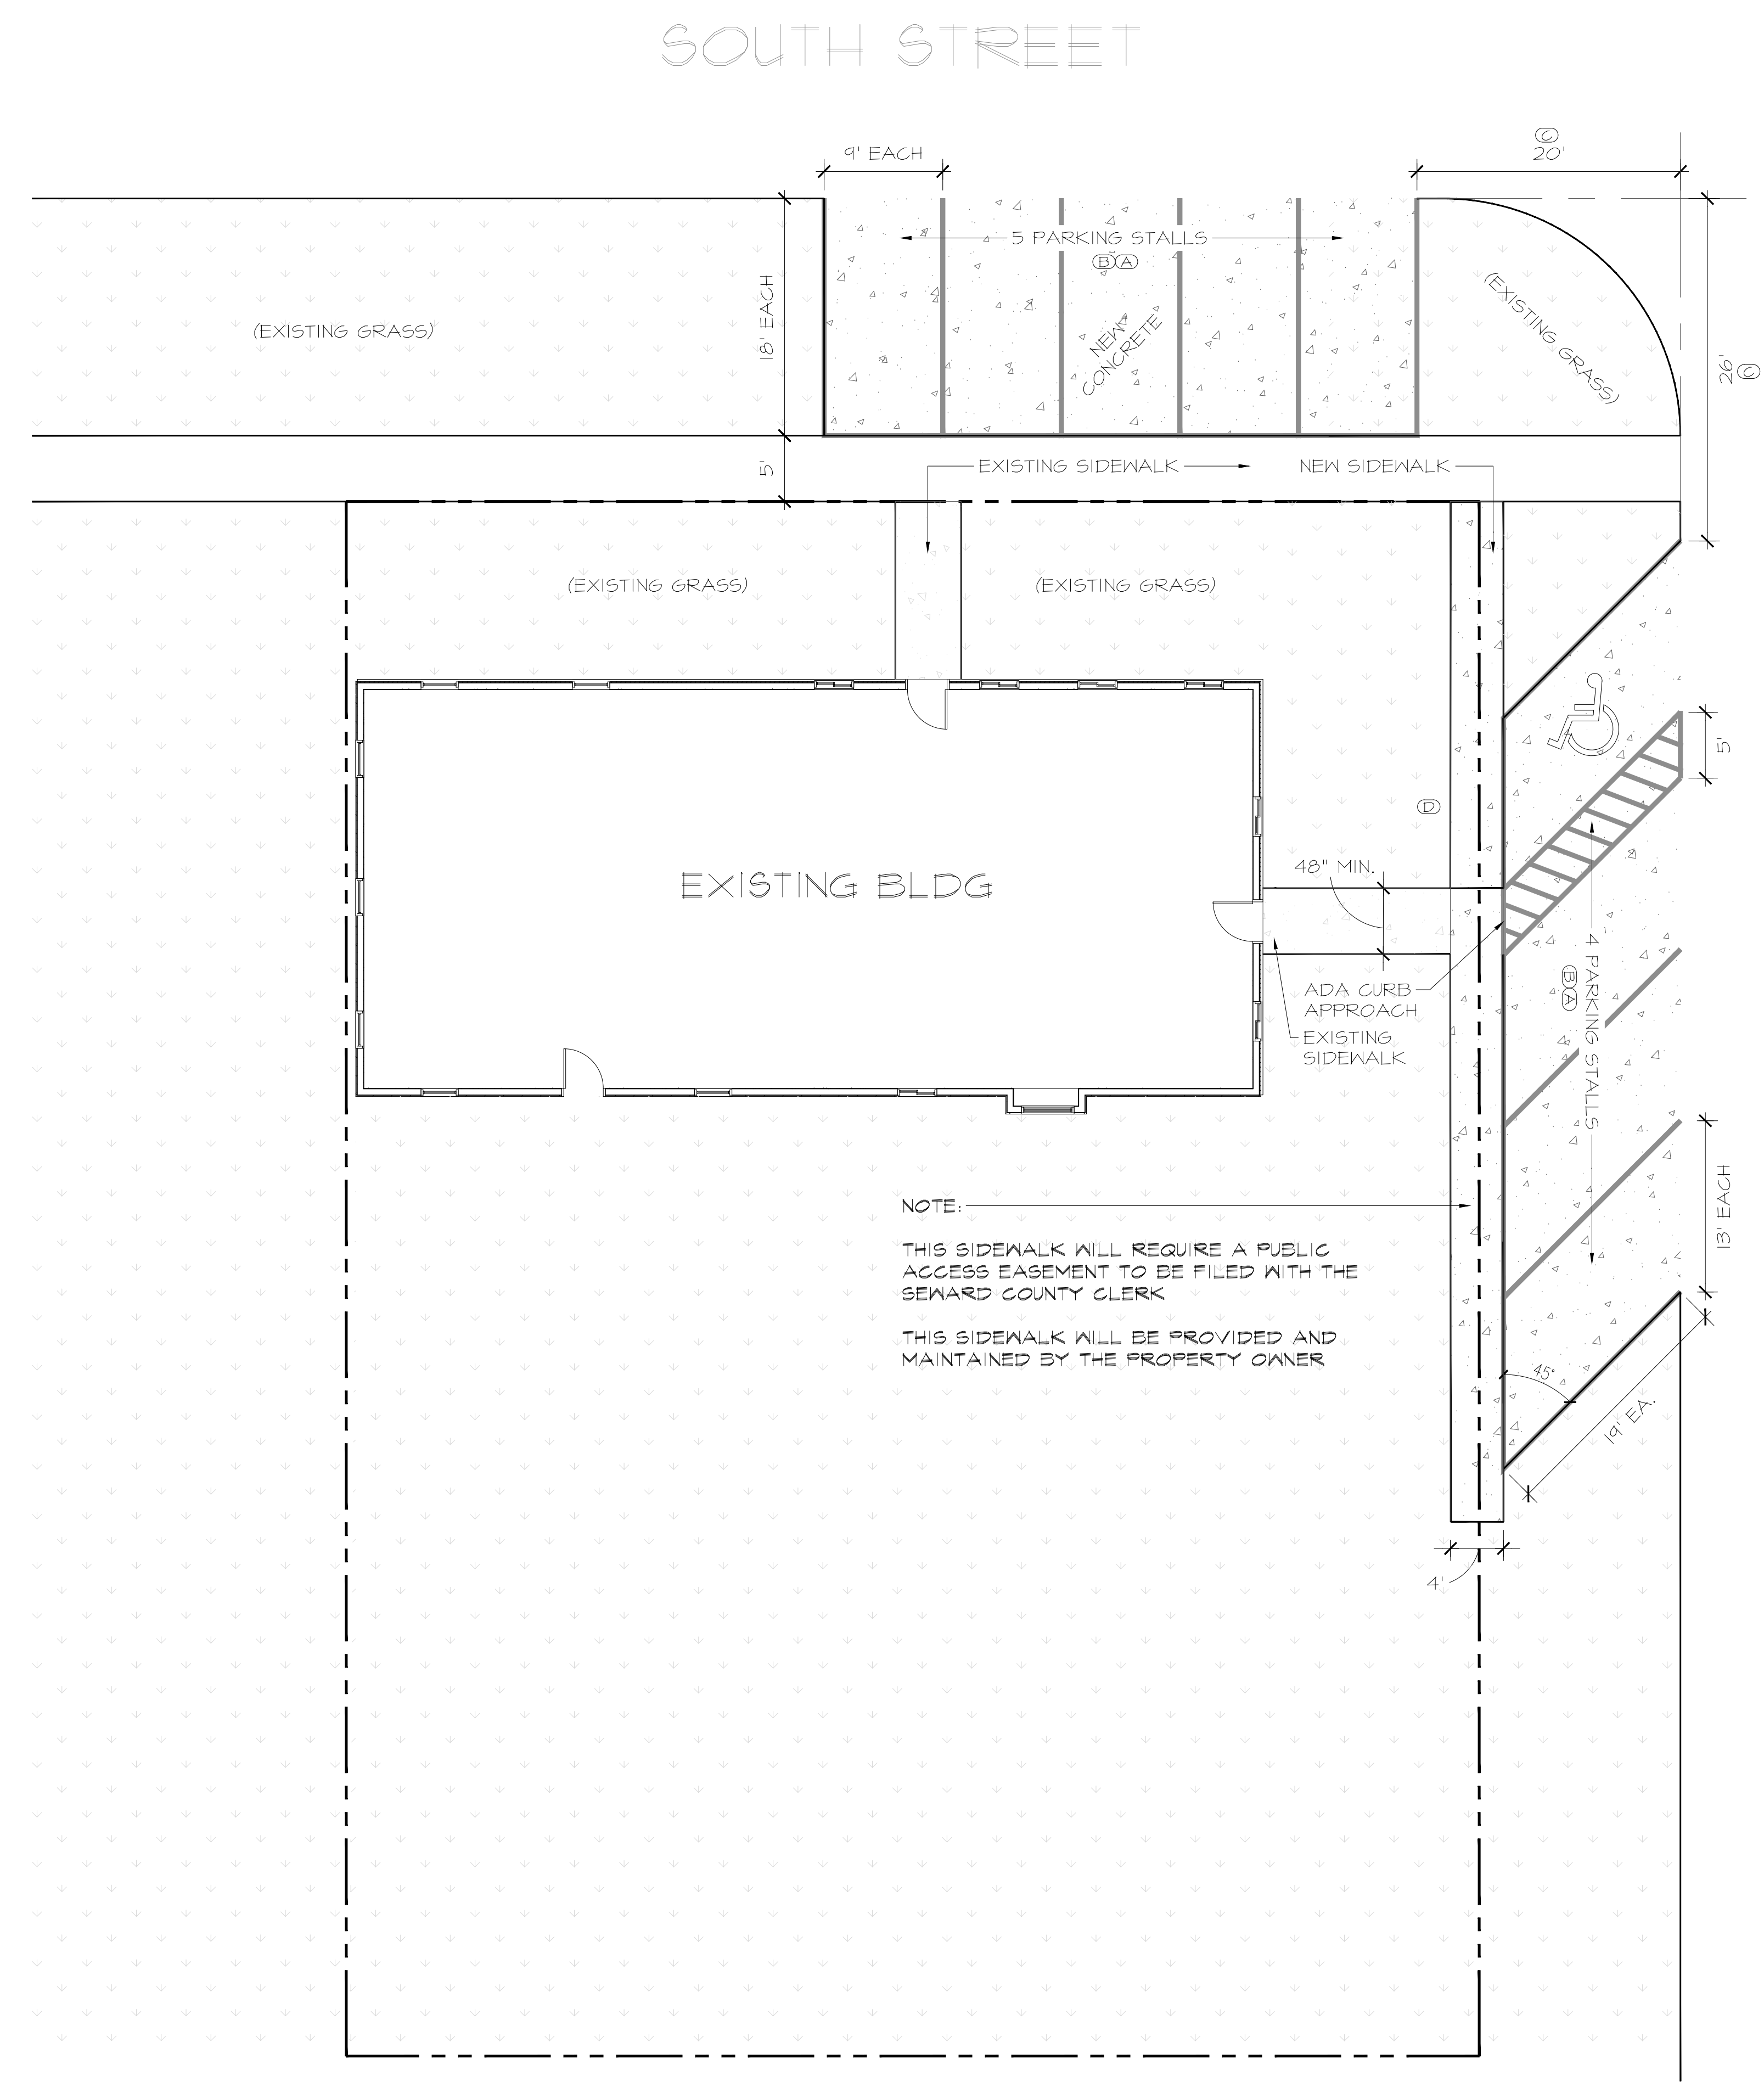 SOUTH STREET
9' EACH
C
20'
5 PARKING STALLS
B A
18' EACH
(EXISTING GRASS)
NEW
CONCRETE
(EXISTING GRASS)
26'
C
5'
EXISTING SIDEWALK
NEW SIDEWALK
(EXISTING GRASS)
(EXISTING GRASS)
5'
D
EXISTING BLDG
48" MIN.
4 PARKING STALLS
B A
ADA CURB
APPROACH
EXISTING
SIDEWALK
13' EACH
NOTE:
THIS SIDEWALK WILL REQUIRE A PUBLIC
ACCESS EASEMENT TO BE FILED WITH THE
SEWARD COUNTY CLERK
THIS SIDEWALK WILL BE PROVIDED AND
MAINTAINED BY THE PROPERTY OWNER
45°
19' EA.
4'